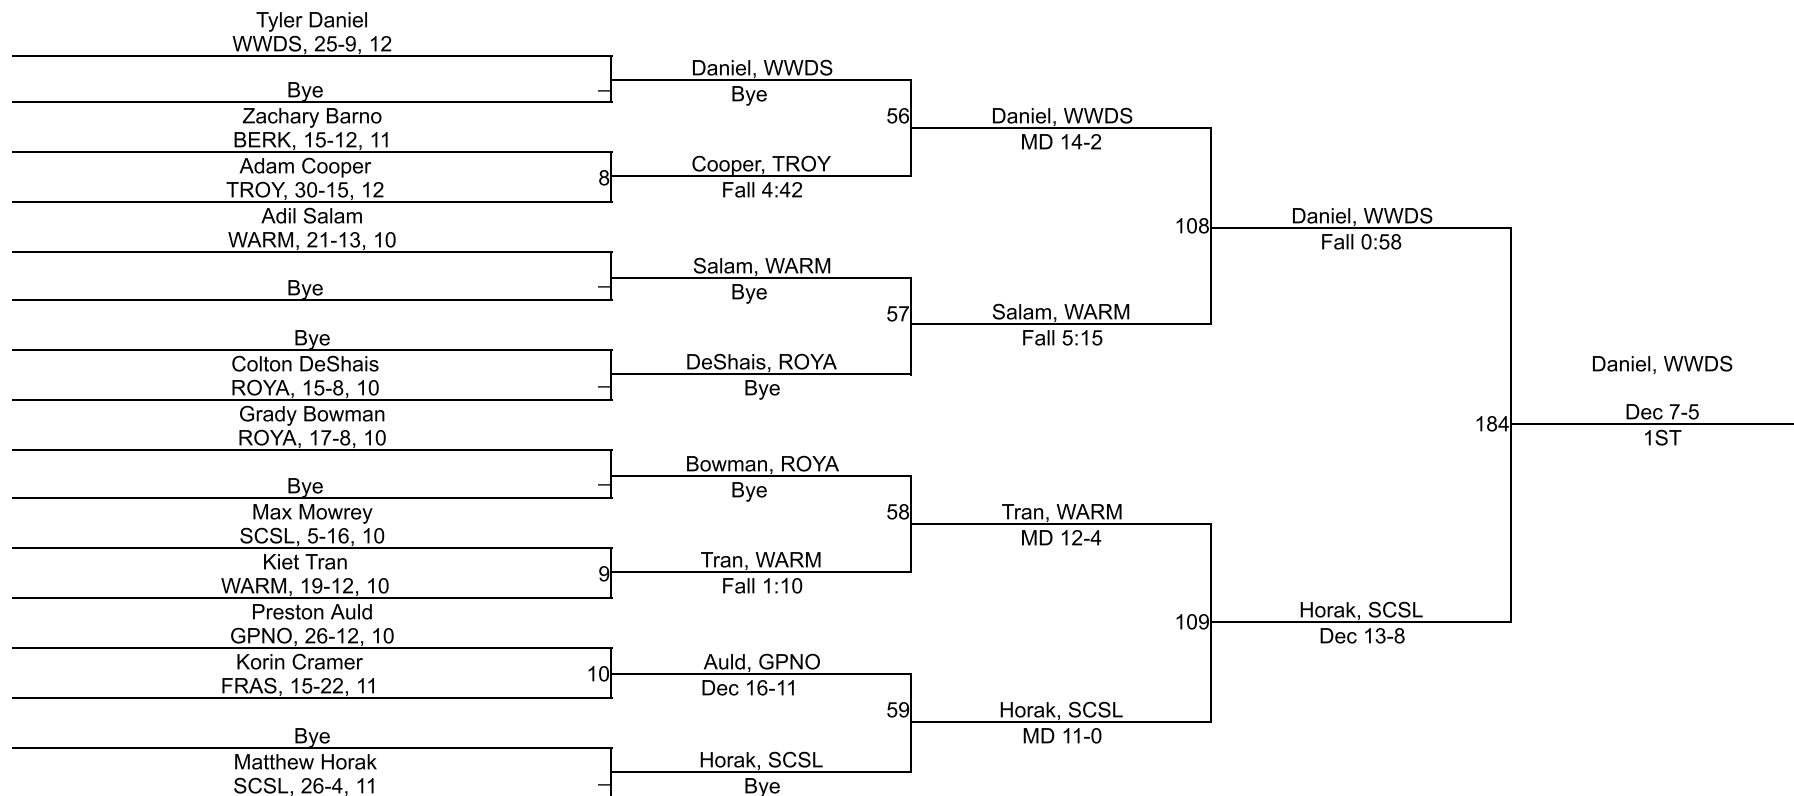 Tyler Daniel
WWDS, 25-9, 12
Bye
Zachary Barno
BERK, 15-12, 11
Adam Cooper
TROY, 30-15, 12
8
Adil Salam
WARM, 21-13, 10
Bye
Bye
Colton DeShais
ROYA, 15-8, 10
Grady Bowman
ROYA, 17-8, 10
Bye
Max Mowrey
SCSL, 5-16, 10
Kiet Tran
WARM, 19-12, 10
9
Preston Auld
GPNO, 26-12, 10
Korin Cramer
FRAS, 15-22, 11
10
Bye
Matthew Horak
SCSL, 26-4, 11
Daniel, WWDS
Bye
56
Cooper, TROY
Fall 4:42
Salam, WARM
Bye
57
DeShais, ROYA
Bye
Bowman, ROYA
Bye
58
Tran, WARM
Fall 1:10
Auld, GPNO
Dec 16-11
59
Horak, SCSL
Bye
Daniel, WWDS
MD 14-2
108
Salam, WARM
Fall 5:15
Tran, WARM
MD 12-4
109
Horak, SCSL
MD 11-0
Daniel, WWDS
Fall 0:58
184
Horak, SCSL
Dec 13-8
Daniel, WWDS
Dec 7-5
1ST